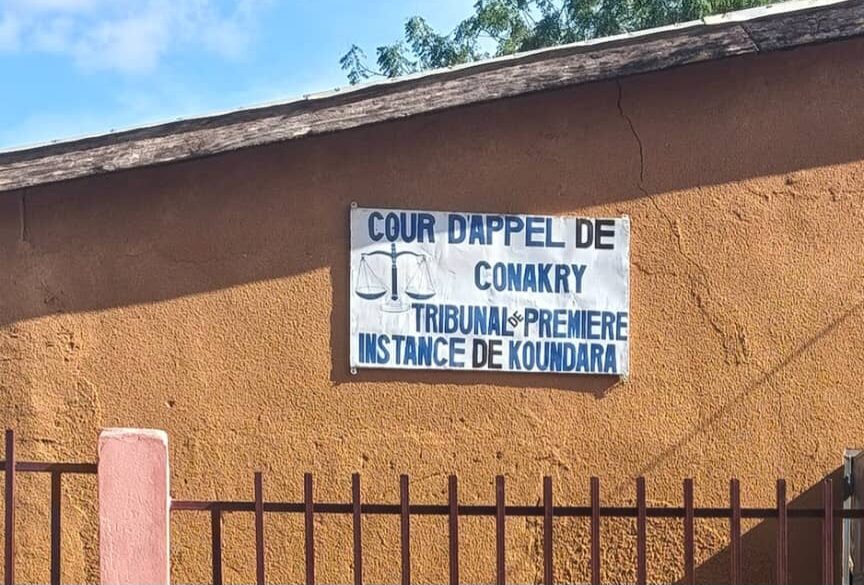 COUR D'APPEL DE
CONAKRY
TRIBUNAL DE PREMIERE
INSTANCE DE KOUNDARA